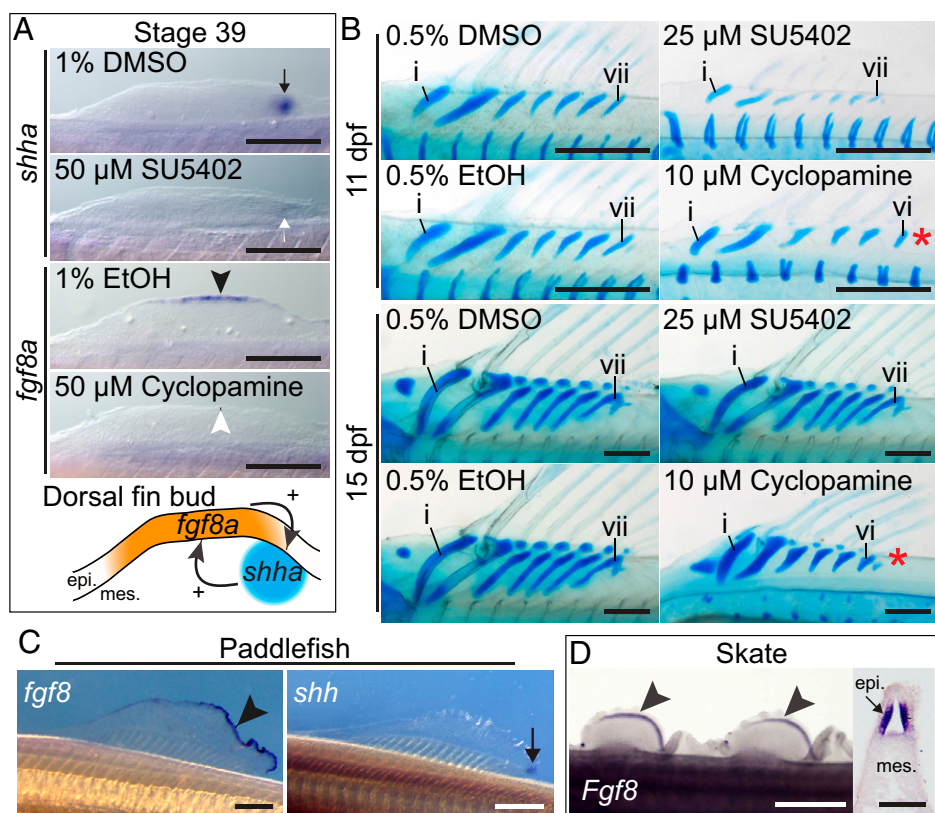 A
Stage 39
shha
1% DMSO
50 µM SU5402
fgf8a
1% EtOH
50 µM Cyclopamine
Dorsal fin bud
+
fgf8a
epi.
mes.
shha
+
B
11 dpf
0.5% DMSO
i
vii
25 µM SU5402
i
vii
0.5% EtOH
i
vii
10 µM Cyclopamine
i
vi
*
15 dpf
0.5% DMSO
i
vii
25 µM SU5402
i
vii
0.5% EtOH
i
vii
10 µM Cyclopamine
i
vi
*
C
Paddlefish
fgf8
shh
D
Skate
Fgf8
epi.
mes.